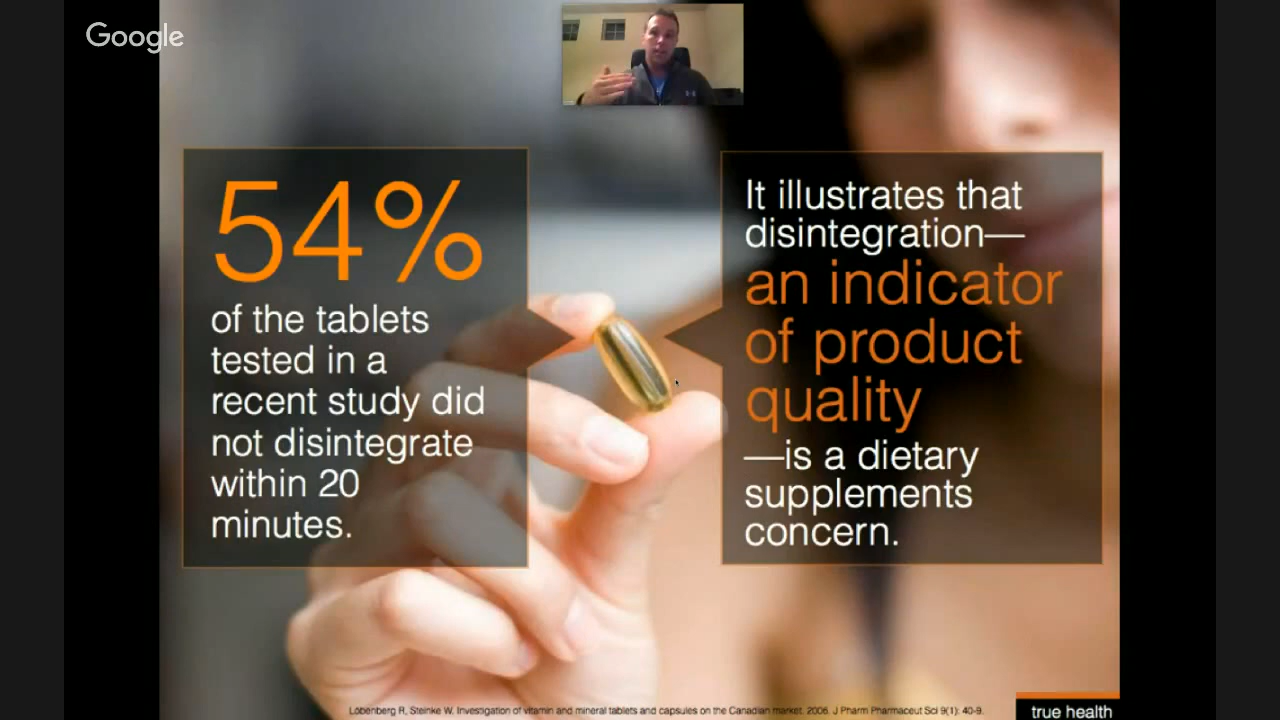 Google
54%
of the tablets
tested in a
recent study did
not disintegrate
within 20
minutes.
It illustrates that
disintegration—
an indicator
of product
quality
—is a dietary
supplements
concern.
Löbenberg R, Steinke W. Investigation of vitamin and mineral tablets and capsules on the Canadian market. 2006. J Pharm Pharmaceut Sci 9(1): 40-9.
true health